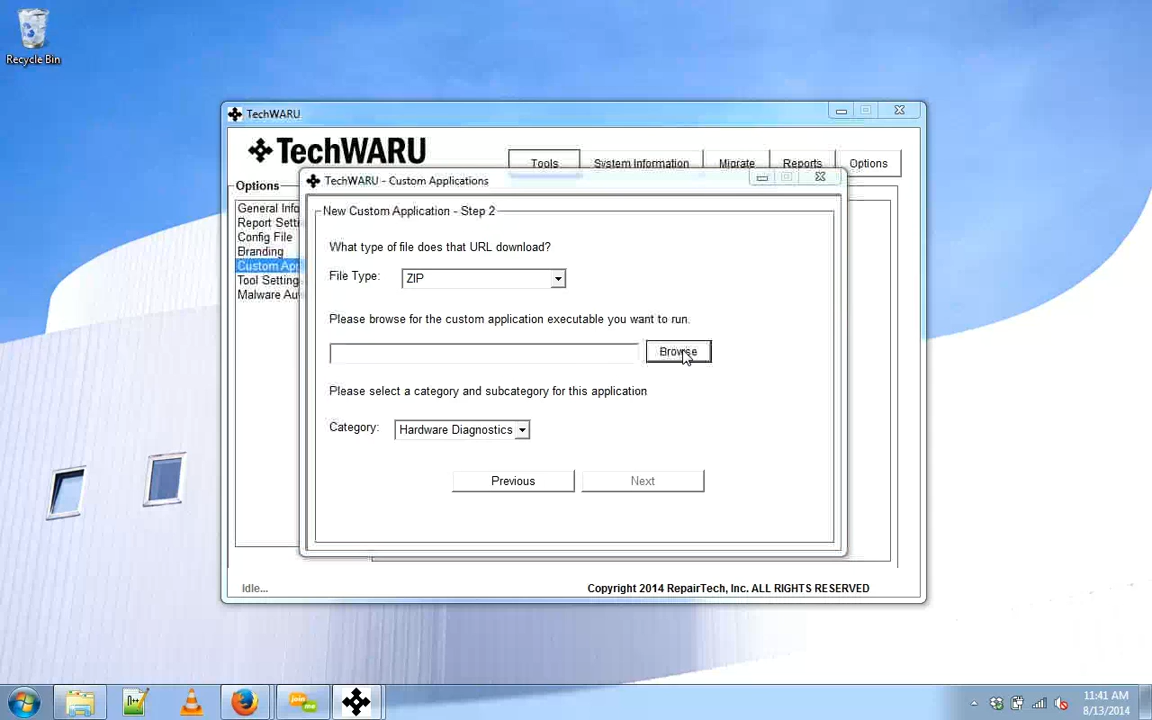 Recycle Bin
TechWARU
TechWARU
Tools
System Information
Migrate
Reports
Options
Options
General Info
Report Setti
Config File
Branding
Custom App
Tool Setting
Malware Au
TechWARU - Custom Applications
New Custom Application - Step 2
What type of file does that URL download?
File Type: ZIP
Please browse for the custom application executable you want to run.
Browse
Please select a category and subcategory for this application
Category: Hardware Diagnostics
Previous
Next
Idle...
Copyright 2014 RepairTech, Inc. ALL RIGHTS RESERVED
join
me
11:41 AM
8/13/2014